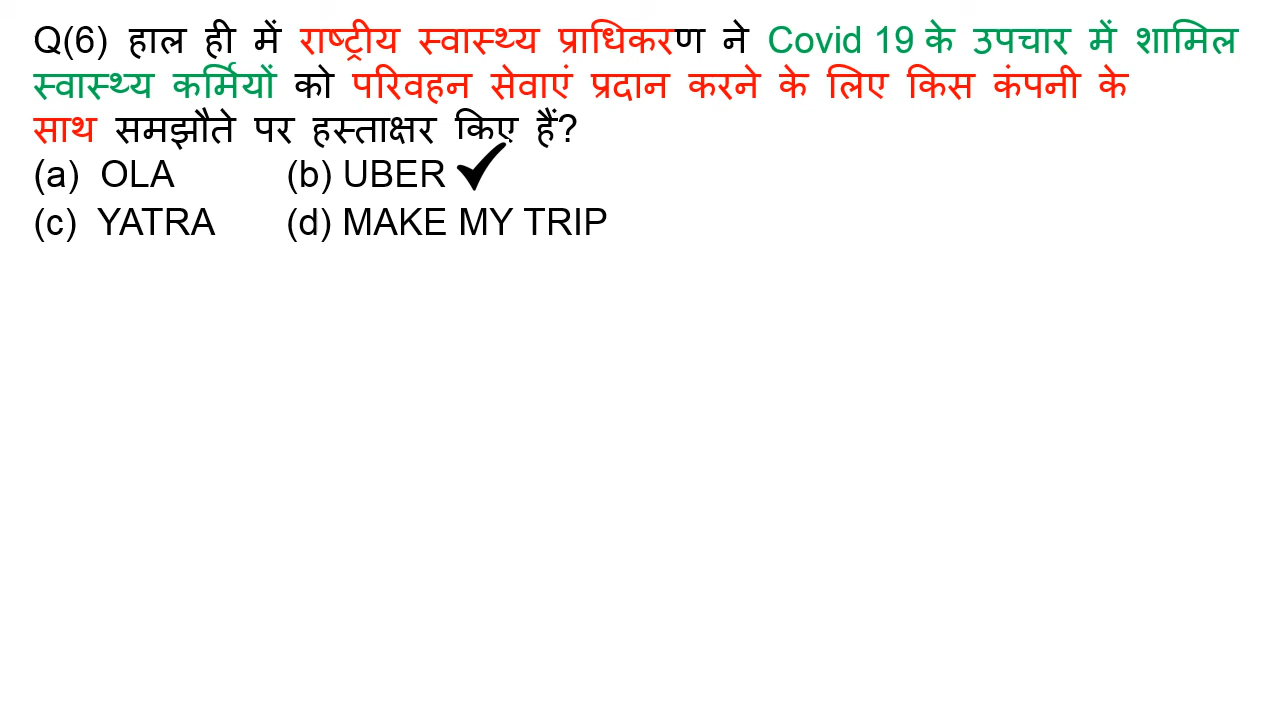 Q(6) हाल ही में राष्ट्रीय स्वास्थ्य प्राधिकरण ने Covid 19 के उपचार में शामिल
स्वास्थ्य कर्मियों को परिवहन सेवाएं प्रदान करने के लिए किस कंपनी के
साथ समझौते पर हस्ताक्षर किए हैं?
(a) OLA (b) UBER ✓
(c) YATRA (d) MAKE MY TRIP